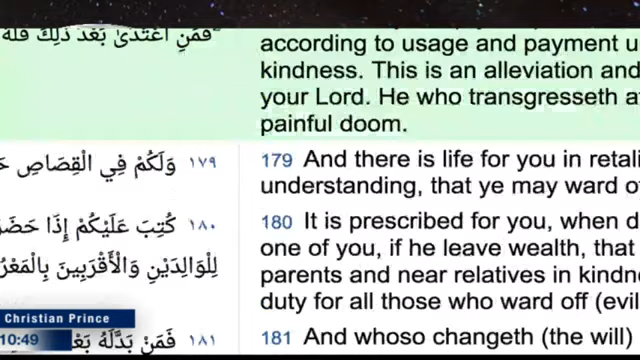 فَمَنِ اعْتَدَىٰ بَعْدَ ذَٰلِكَ فَلَهُ
according to usage and payment
kindness. This is an alleviation and
your Lord. He who transgresseth
painful doom.
١٧٩ وَلَكُمْ فِي الْقِصَاصِ
179 And there is life for you in
understanding, that ye may ward
١٨٠ كُتِبَ عَلَيْكُمْ إِذَا
لِلْوَالِدَيْنِ وَالْأَقْرَبِينَ
180 It is prescribed for you, when
one of you, if he leave wealth, that
parents and near relatives in
duty for all those who ward off (evil
١٨١ فَمَن بَدَّلَهُ
181 And whoso changeth (the will)
Christian Prince
10:49